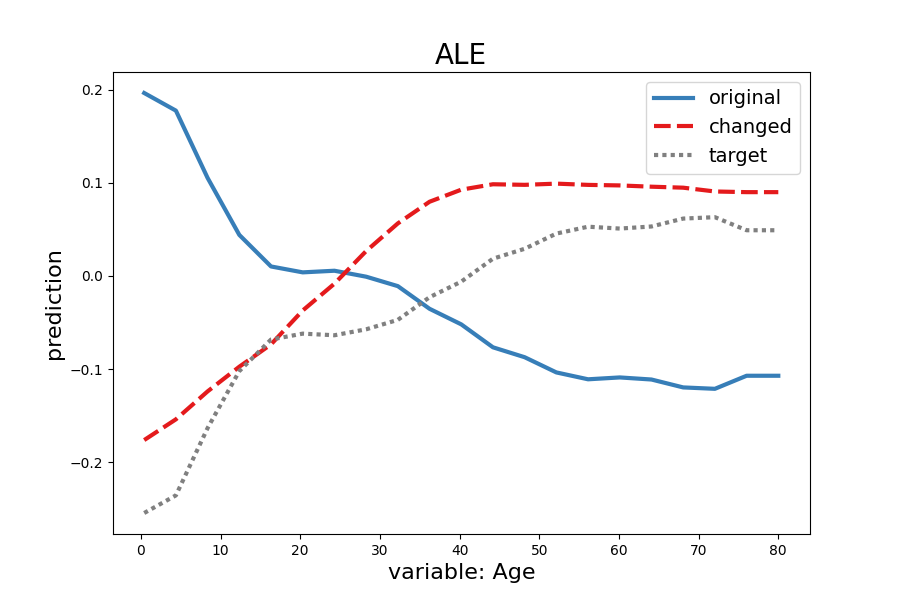 ALE
original
changed
target
prediction
0.2
0.1
0.0
−0.1
−0.2
0 10 20 30 40 50 60 70 80
variable: Age